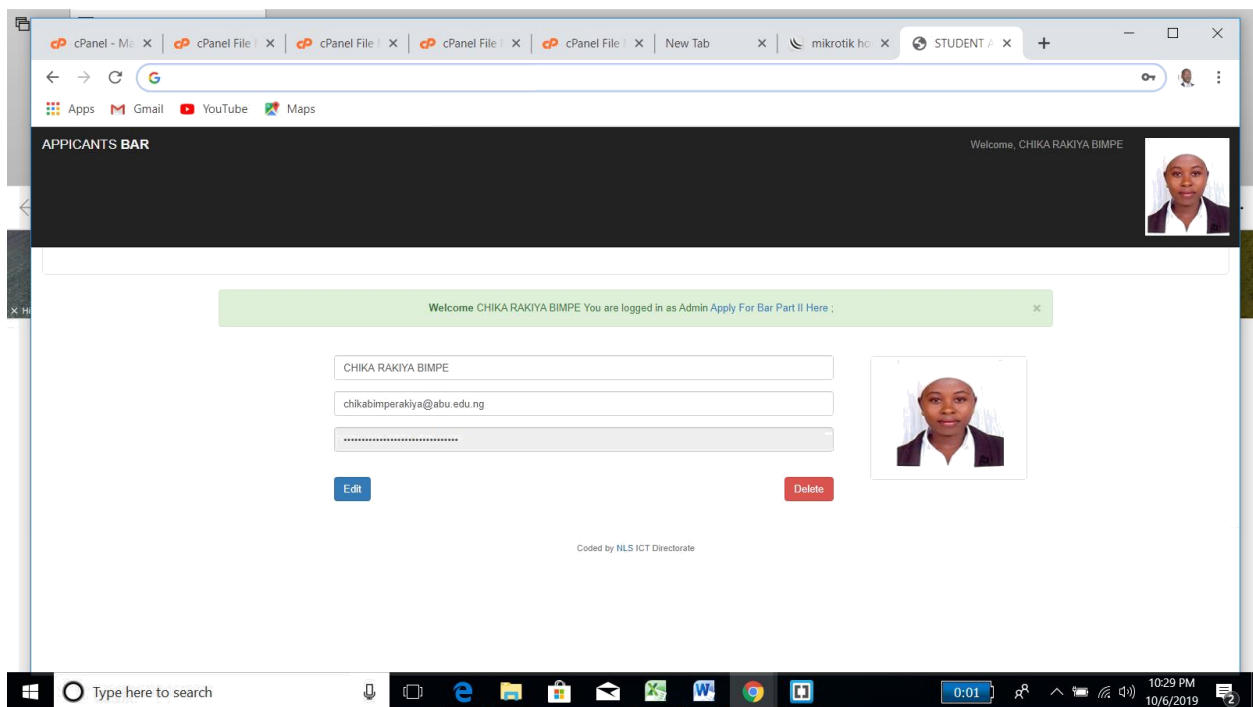 cPanel - Ma
cPanel File
cPanel File
cPanel File
cPanel File
New Tab
mikrotik ho
STUDENT A
Apps
Gmail
YouTube
Maps
APPICANTS BAR
Welcome, CHIKA RAKIYA BIMPE
Welcome CHIKA RAKIYA BIMPE You are logged in as Admin Apply For Bar Part II Here ;
CHIKA RAKIYA BIMPE
chikabimperakiya@abu.edu.ng
Edit
Delete
Coded by NLS ICT Directorate
Type here to search
0:01
10:29 PM
10/6/2019
2